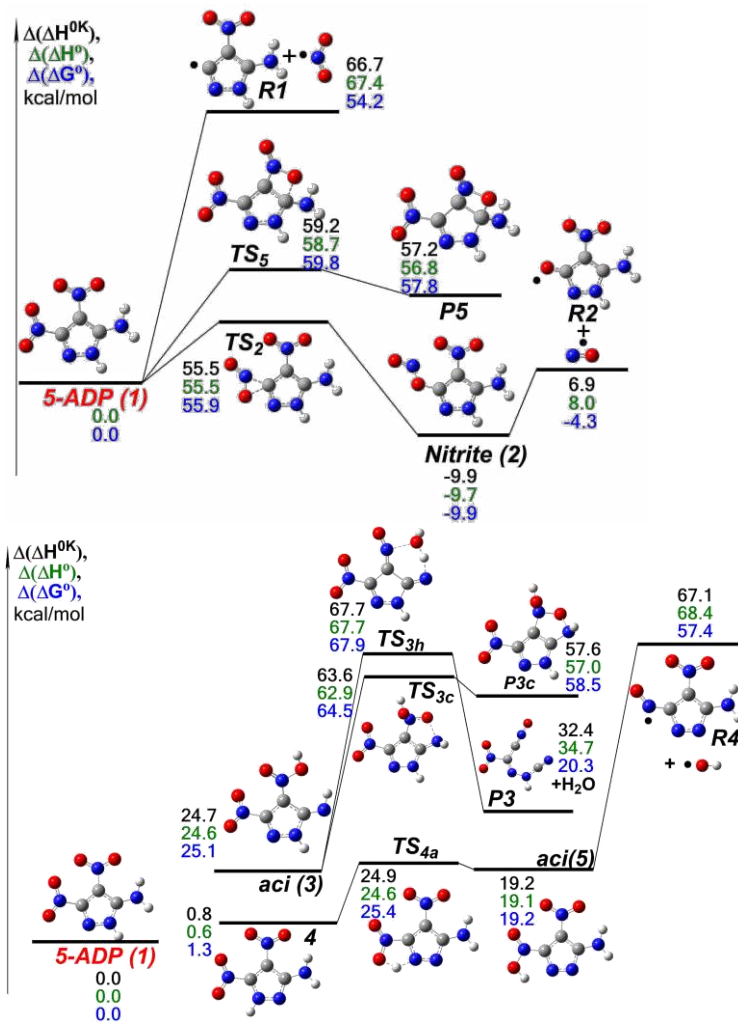 Δ(ΔH⁰ᴷ),
Δ(ΔHº),
Δ(ΔGº),
kcal/mol
R1
+
66.7
67.4
54.2
TS₅
59.2
58.7
59.8
57.2
56.8
57.8
P5
R2
+
6.9
8.0
-4.3
5-ADP (1)
0.0
0.0
TS₂
55.5
55.5
55.9
Nitrite (2)
-9.9
-9.7
-9.9
Δ(ΔH⁰ᴷ),
Δ(ΔHº),
Δ(ΔGº),
kcal/mol
67.7
67.7
67.9
TS₃ₕ
63.6
62.9
64.5
TS₃c
P3c
57.6
57.0
58.5
67.1
68.4
57.4
R4
+
32.4
34.7
20.3
+H₂O
P3
24.7
24.6
25.1
aci (3)
TS₄ₐ
24.9
24.6
25.4
aci(5)
19.2
19.1
19.2
0.8
0.6
1.3
4
5-ADP (1)
0.0
0.0
0.0